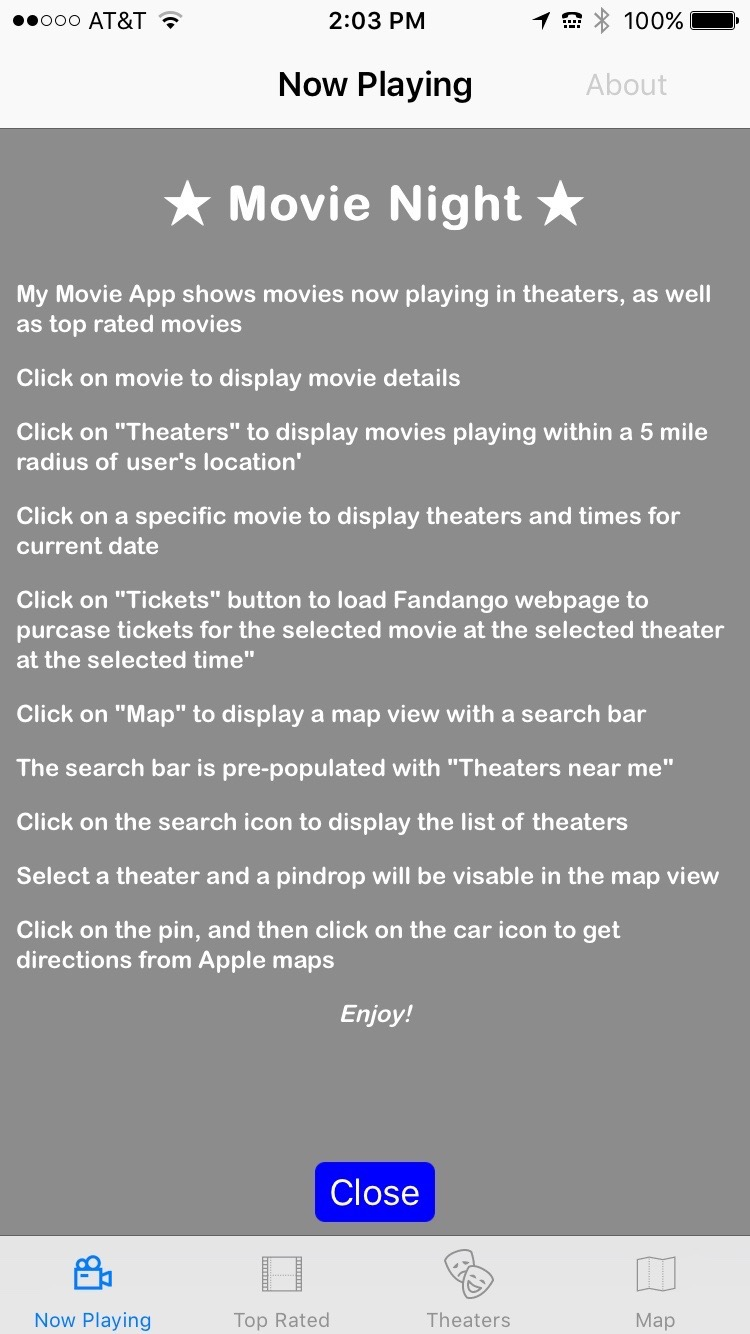 AT&T 2:03 PM 100%
Now Playing About
★ Movie Night ★
My Movie App shows movies now playing in theaters, as well
as top rated movies
Click on movie to display movie details
Click on "Theaters" to display movies playing within a 5 mile
radius of user's location'
Click on a specific movie to display theaters and times for
current date
Click on "Tickets" button to load Fandango webpage to
purcase tickets for the selected movie at the selected theater
at the selected time"
Click on "Map" to display a map view with a search bar
The search bar is pre-populated with "Theaters near me"
Click on the search icon to display the list of theaters
Select a theater and a pindrop will be visable in the map view
Click on the pin, and then click on the car icon to get
directions from Apple maps
Enjoy!
Close
Now Playing Top Rated Theaters Map